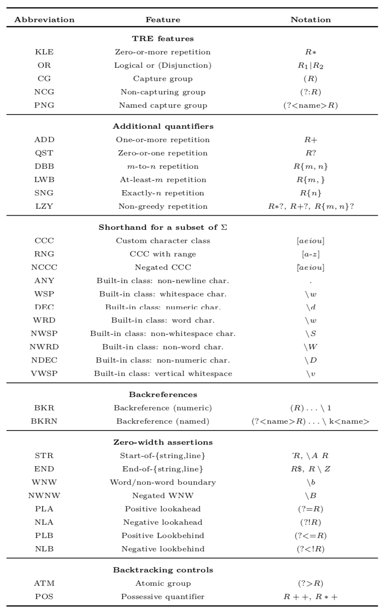 Abbreviation Feature Notation
TRE features
KLE Zero-or-more repetition R*
OR Logical or (Disjunction) R1|R2
CG Capture group (R)
NCG Non-capturing group (?:R)
PNG Named capture group (?<name>R)
Additional quantifiers
ADD One-or-more repetition R+
QST Zero-or-one repetition R?
DBB m-to-n repetition R{m, n}
LWB At-least-m repetition R{m, }
SNG Exactly-n repetition R{n}
LZY Non-greedy repetition R*?, R+?, R{m, n}?
Shorthand for a subset of Σ
CCC Custom character class [aeiou]
RNG CCC with range [a-z]
NCCC Negated CCC [^aeiou]
ANY Built-in class: non-newline char. .
WSP Built-in class: whitespace char. \w
DEC Built-in class: numeric char. \d
WRD Built-in class: word char. \w
NWSP Built-in class: non-whitespace char. \S
NWRD Built-in class: non-word char. \W
NDEC Built-in class: non-numeric char. \D
VWSP Built-in class: vertical whitespace \v
Backreferences
BKR Backreference (numeric) (R) . . . \ 1
BKRN Backreference (named) (?<name>R) . . . \ k<name>
Zero-width assertions
STR Start-of-{string,line} ^R, \ A R
END End-of-{string,line} R$, R \ Z
WNW Word/non-word boundary \b
NWNW Negated WNW \B
PLA Positive lookahead (?=R)
NLA Negative lookahead (?!R)
PLB Positive Lookbehind (?<=R)
NLB Negative lookbehind (?<!R)
Backtracking controls
ATM Atomic group (?>R)
POS Possessive quantifier R + +, R * +